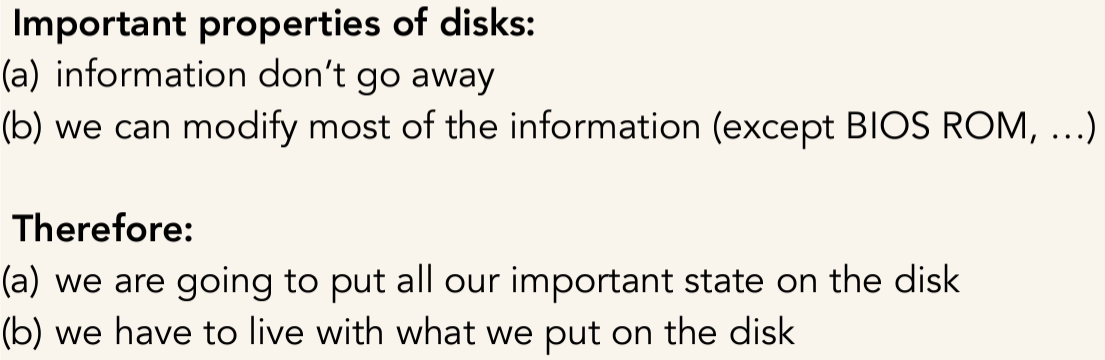 Important properties of disks:
(a) information don’t go away
(b) we can modify most of the information (except BIOS ROM, …)
Therefore:
(a) we are going to put all our important state on the disk
(b) we have to live with what we put on the disk